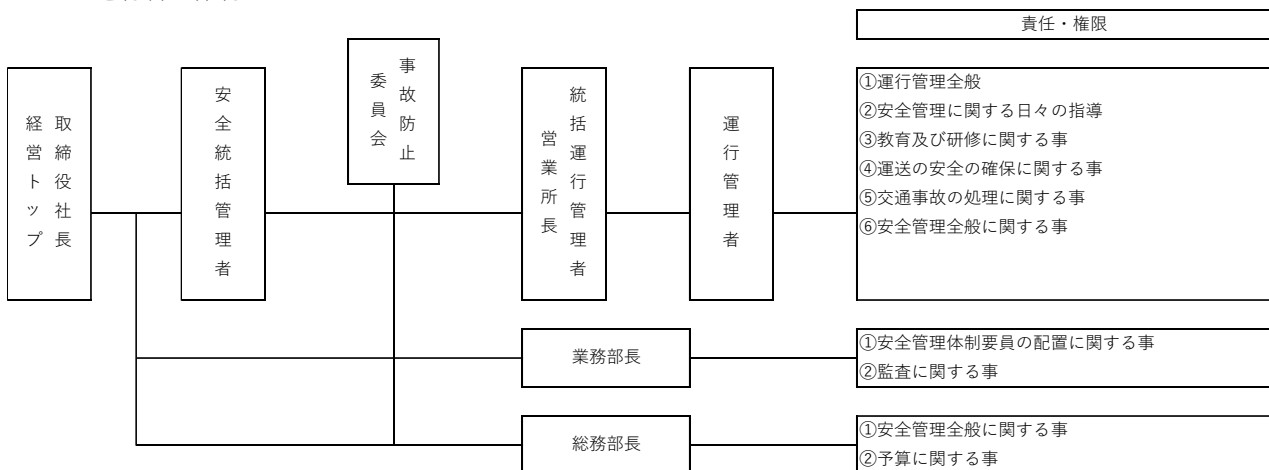 責任・権限
取締役社長
経営トップ
安全統括管理者
事故防止
委員会
統括運行管理者
営業所長
運行管理者
①運行管理全般
②安全管理に関する日々の指導
③教育及び研修に関する事
④運送の安全の確保に関する事
⑤交通事故の処理に関する事
⑥安全管理全般に関する事
業務部長
①安全管理体制要員の配置に関する事
②監査に関する事
総務部長
①安全管理全般に関する事
②予算に関する事